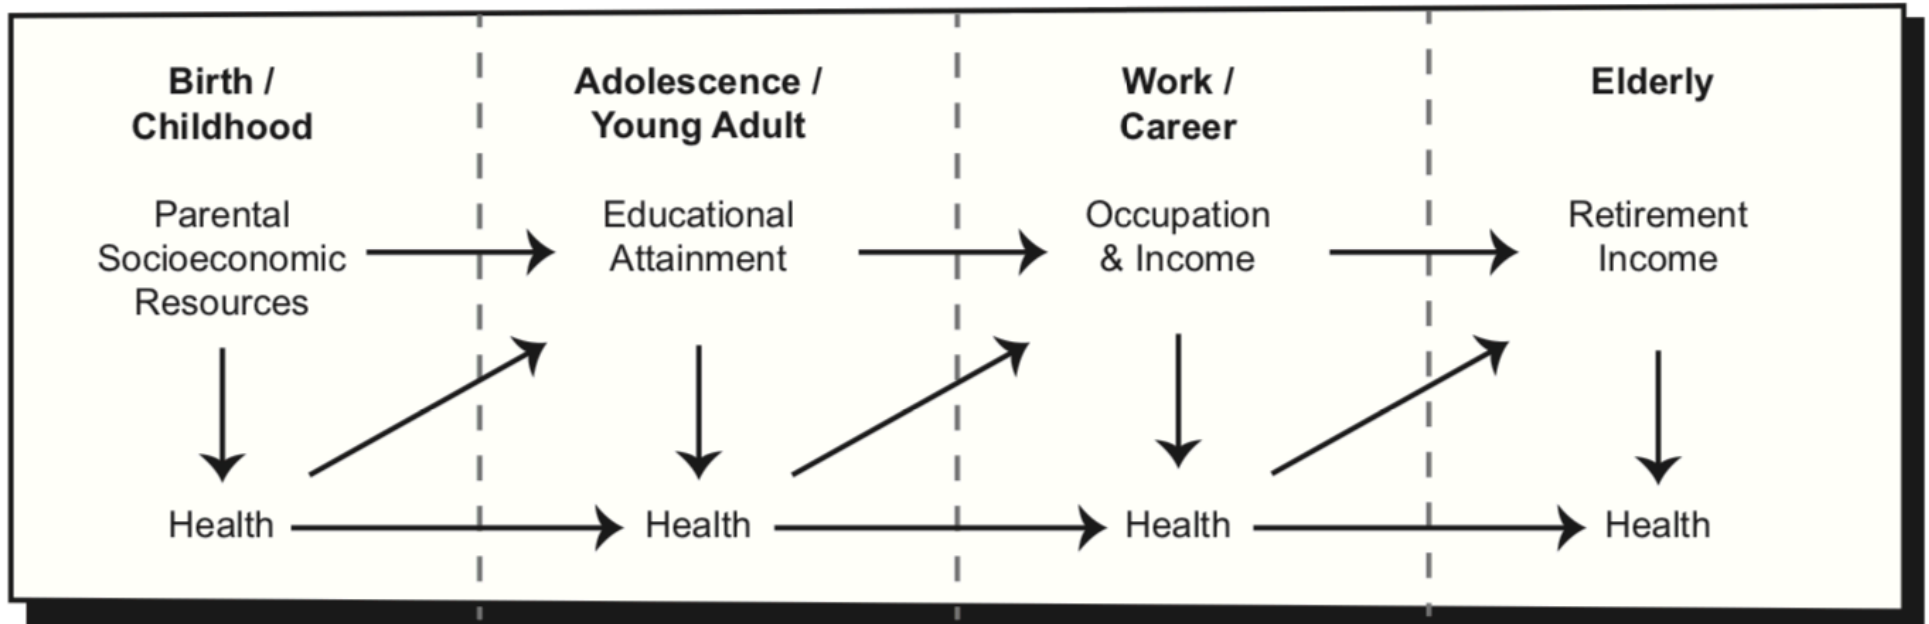 Birth /
Childhood
Adolescence /
Young Adult
Work /
Career
Elderly
Parental
Socioeconomic
Resources
Educational
Attainment
Occupation
& Income
Retirement
Income
Health
Health
Health
Health